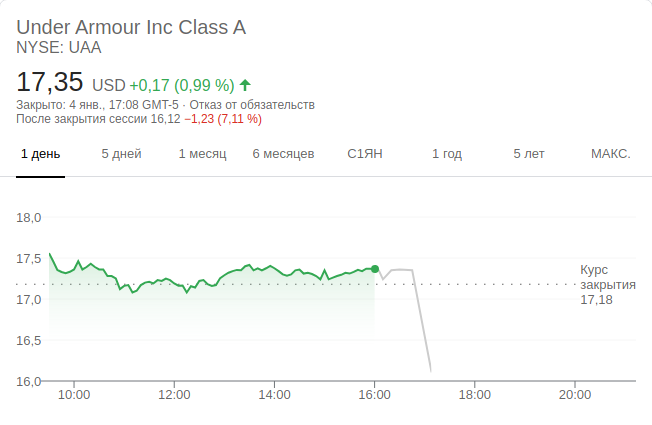 Under Armour Inc Class A
NYSE: UAA
17,35 USD +0,17 (0,99 %)
Закрыто: 4 янв., 17:08 GMT-5 · Отказ от обязательств
После закрытия сессии 16,12 −1,23 (7,11 %)
1 день 5 дней 1 месяц 6 месяцев С1ЯН 1 год 5 лет МАКС.
18,0
17,5
17,0
16,5
16,0
Курс
закрытия
17,18
10:00 12:00 14:00 16:00 18:00 20:00